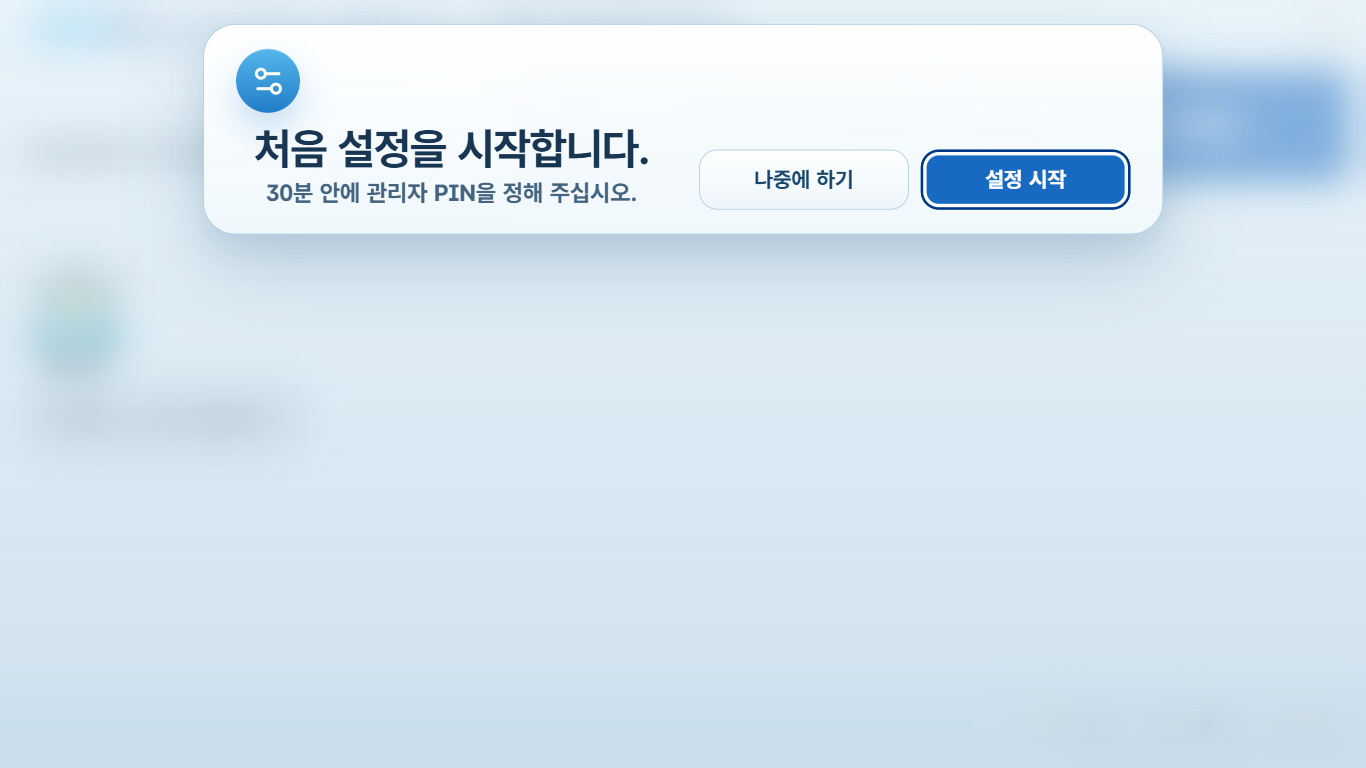 처음 설정을 시작합니다.
30분 안에 관리자 PIN을 정해 주십시오.
나중에 하기
설정 시작